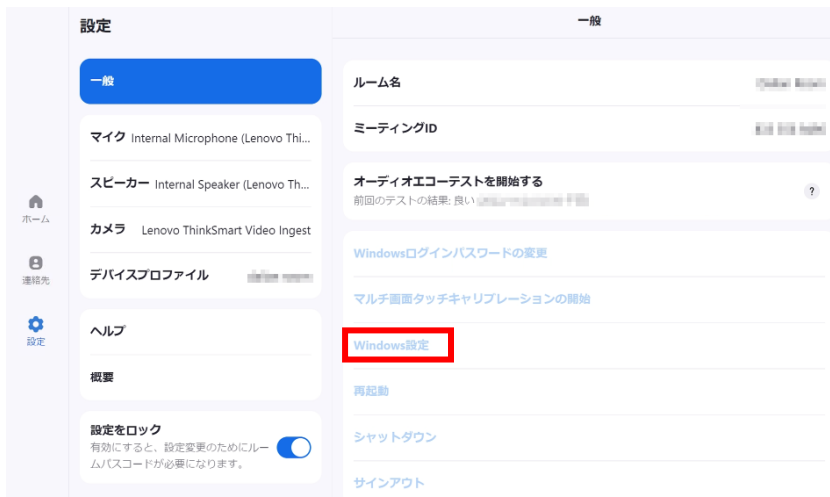 設定
一般
ホーム
連絡先
設定
一般
マイク Internal Microphone (Lenovo Thi...
スピーカー Internal Speaker (Lenovo Th...
カメラ Lenovo ThinkSmart Video Ingest
デバイスプロファイル
ヘルプ
概要
設定をロック
有効にすると、設定変更のためにルー
ムパスコードが必要になります。
ルーム名
ミーティングID
オーディオエコーテストを開始する
?
前回のテストの結果: 良い
Windowsログインパスワードの変更
マルチ画面タッチキャリブレーションの開始
Windows設定
再起動
シャットダウン
サインアウト